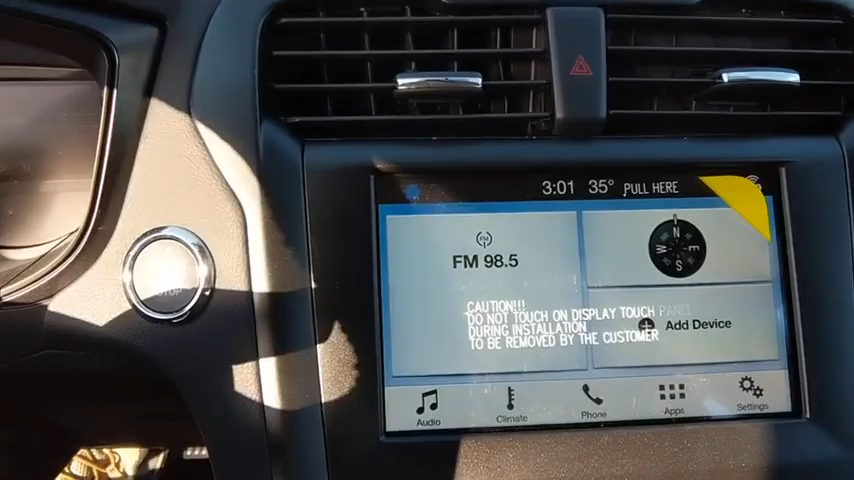 3:01 35° PULL HERE
FM
FM 98.5
N
W E
S
STOP
CAUTION!!!
DO NOT TOUCH ON DISPLAY TOUCH PANEL
DURING INSTALLATION
TO BE REMOVED BY THE CUSTOMER
Add Device
Audio Climate Phone Apps Settings